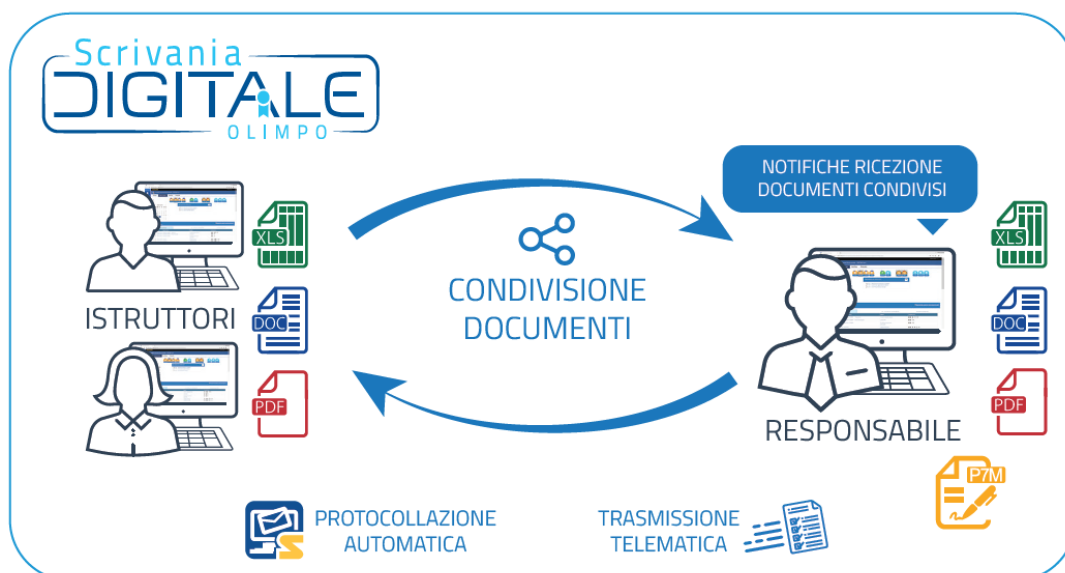 Scrivania
DIGITALE
OLIMPO
NOTIFICHE RICEZIONE
DOCUMENTI CONDIVISI
XLS
DOC
PDF
ISTRUTTORI
CONDIVISIONE
DOCUMENTI
XLS
DOC
PDF
RESPONSABILE
P7M
PROTOCOLLAZIONE
AUTOMATICA
TRASMISSIONE
TELEMATICA